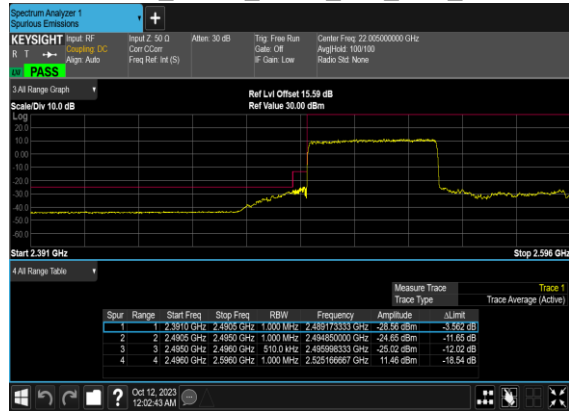 Spectrum Analyzer 1
Spurious Emissions
KEYSIGHT Input: RF Input Z: 50 Ω Atten: 30 dB Trig: Free Run Center Freq: 22.005000000 GHz
R T Coupling: DC Corr CCorr Gate: Off Avg|Hold: 100/100
Align: Auto Freq Ref: Int (S) IF Gain: Low Radio Std: None
PASS
3 All Range Graph
Ref Lvl Offset 15.59 dB
Scale/Div 10.0 dB Ref Value 30.00 dBm
Log
20.0
10.0
0.00
-10.0
-20.0
-30.0
-40.0
-50.0
-60.0
Start 2.391 GHz Stop 2.596 GHz
4 All Range Table
Measure Trace Trace 1
Trace Type Trace Average (Active)
Spur Range Start Freq Stop Freq RBW Frequency Amplitude ΔLimit
1 1 2.3910 GHz 2.4905 GHz 1.000 MHz 2.489173333 GHz -28.56 dBm -3.562 dB
2 2 2.4905 GHz 2.4950 GHz 1.000 MHz 2.494850000 GHz -24.65 dBm -11.65 dB
3 3 2.4950 GHz 2.4960 GHz 510.0 kHz 2.495998333 GHz -25.02 dBm -12.02 dB
4 4 2.4960 GHz 2.5960 GHz 1.000 MHz 2.525166667 GHz 11.46 dBm -18.54 dB
? Oct 12, 2023
12:02:43 AM